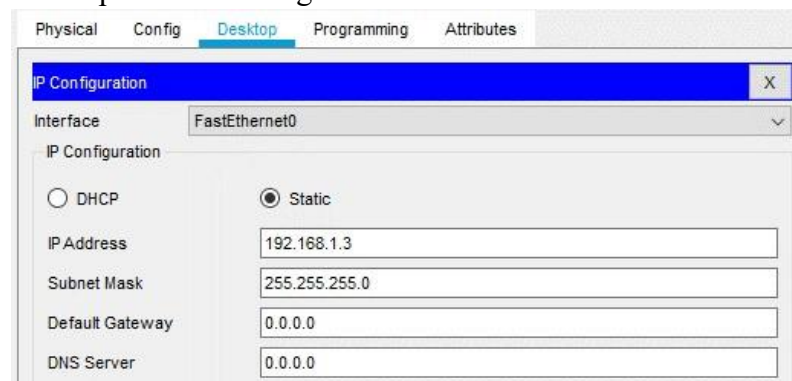 Physical Config Desktop Programming Attributes
IP Configuration X
Interface FastEthernet0
IP Configuration
DHCP Static
IP Address 192.168.1.3
Subnet Mask 255.255.255.0
Default Gateway 0.0.0.0
DNS Server 0.0.0.0